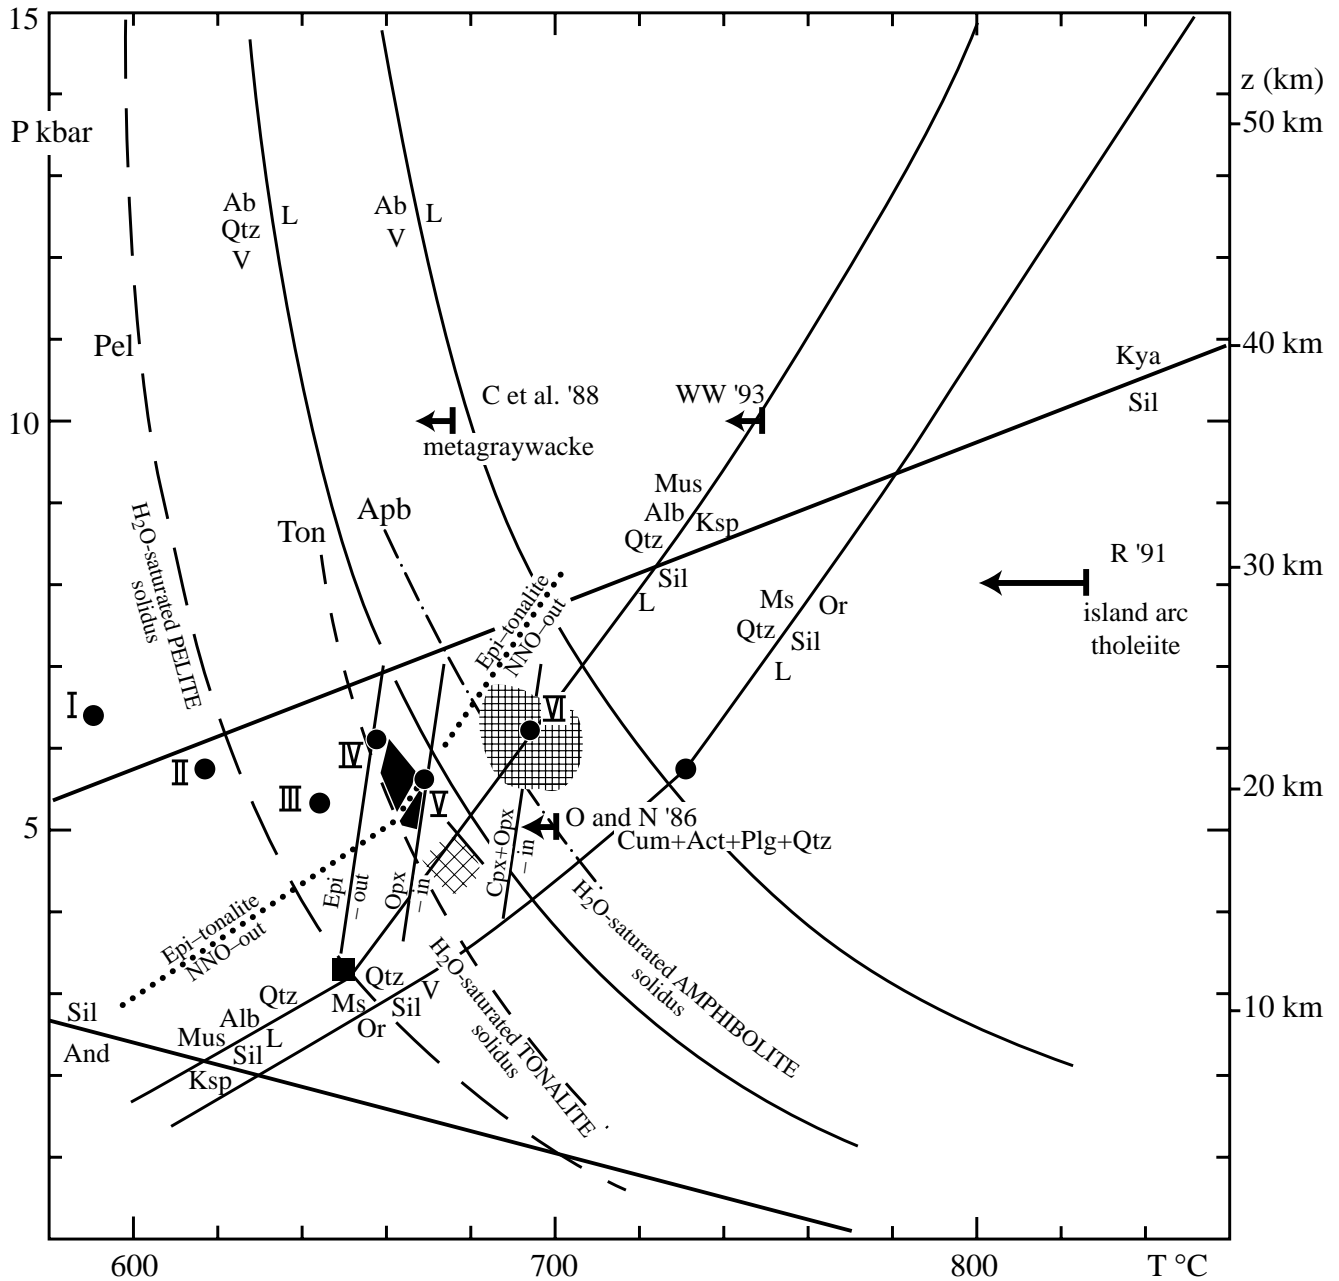 15
z (km)
P kbar
50 km
Ab
Qtz
V
L
Ab
V
L
Pel
40 km
Kya
Sil
C et al. '88
metagraywacke
WW '93
10
Mus
Alb
Qtz
Ksp
Sil
L
Apb
Ton
H2O-saturated PELITE
solidus
R '91
30 km
island arc
tholeiite
Ms
Qtz
Or
Sil
L
Epi–tonalite
NNO–out
I
II
III
IV
V
VI
20 km
5
O and N '86
Cum+Act+Plg+Qtz
Epi
– out
Opx
– in
Cpx+Opx
– in
Epi–tonalite
NNO–out
H2O-saturated AMPHIBOLITE
solidus
H2O-saturated TONALITE
solidus
Qtz
Ms
Sil
V
Or
Qtz
Alb
Mus
L
Sil
Ksp
Sil
And
10 km
600
700
800
T °C